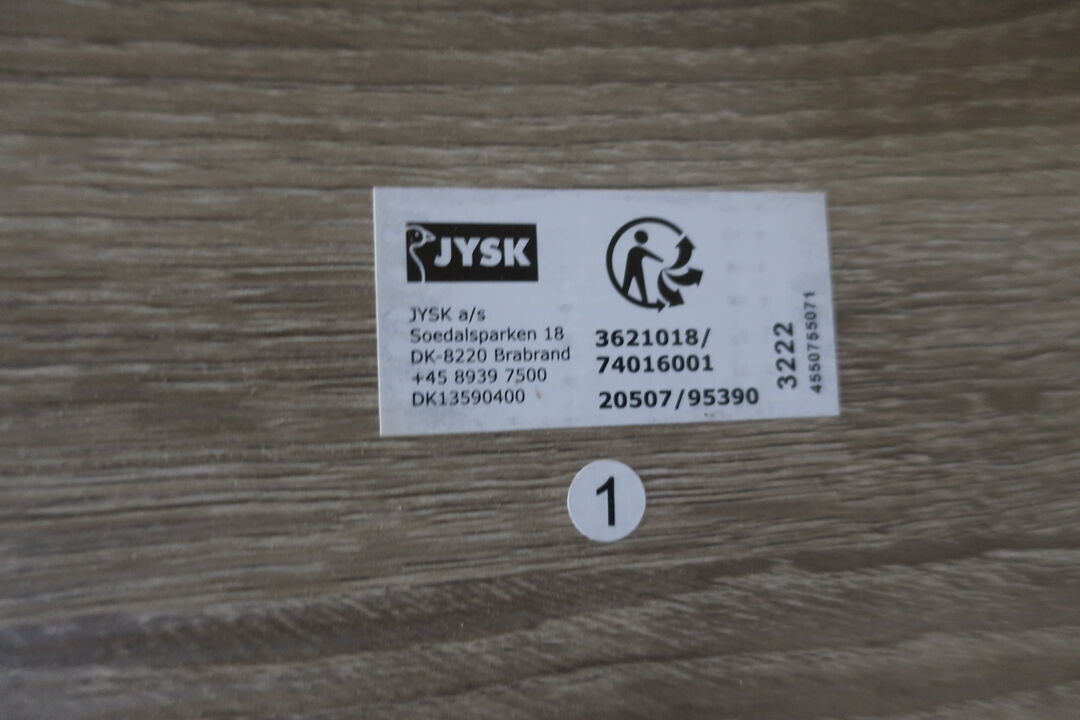 JYSK
JYSK a/s
Soedalsparken 18
DK-8220 Brabrand
+45 8939 7500
DK13590400
3621018/
74016001
20507/95390
3222
4550755071
1